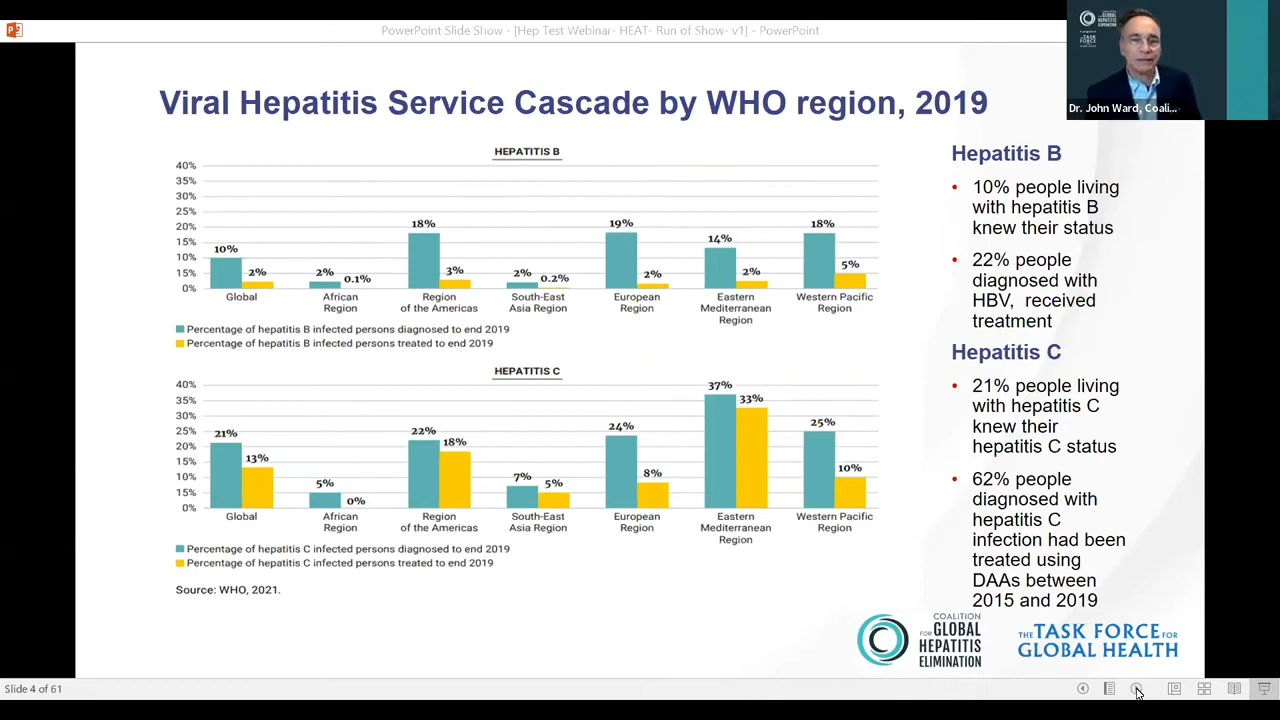 PowerPoint Slide Show - [Hep Test Webinar- HEAT- Run of Show- v1] - PowerPoint
COALITION
GLOBAL
HEPATITIS
ELIMINATION
TASK
FORCE
Dr. John Ward, Coali...
Viral Hepatitis Service Cascade by WHO region, 2019
HEPATITIS B
40%
35%
30%
25%
20%
15%
10%
15%
0%
10%
2%
2%
0.1%
18%
3%
2%
0.2%
19%
2%
14%
2%
18%
5%
Global
African
Region
Region
of the Americas
South-East
Asia Region
European
Region
Eastern
Mediterranean
Region
Western Pacific
Region
Percentage of hepatitis B infected persons diagnosed to end 2019
Percentage of hepatitis B infected persons treated to end 2019
HEPATITIS C
40%
35%
30%
25%
20%
15%
10%
15%
0%
21%
13%
5%
0%
22%
18%
7%
5%
24%
8%
37%
33%
25%
10%
Global
African
Region
Region
of the Americas
South-East
Asia Region
European
Region
Eastern
Mediterranean
Region
Western Pacific
Region
Percentage of hepatitis C infected persons diagnosed to end 2019
Percentage of hepatitis C infected persons treated to end 2019
Source: WHO, 2021.
Hepatitis B
• 10% people living
with hepatitis B
knew their status
• 22% people
diagnosed with
HBV, received
treatment
Hepatitis C
• 21% people living
with hepatitis C
knew their
hepatitis C status
• 62% people
diagnosed with
hepatitis C
infection had been
treated using
DAAs between
2015 and 2019
COALITION
FOR GLOBAL
HEPATITIS
ELIMINATION
THE TASK FORCE FOR
GLOBAL HEALTH
Slide 4 of 61